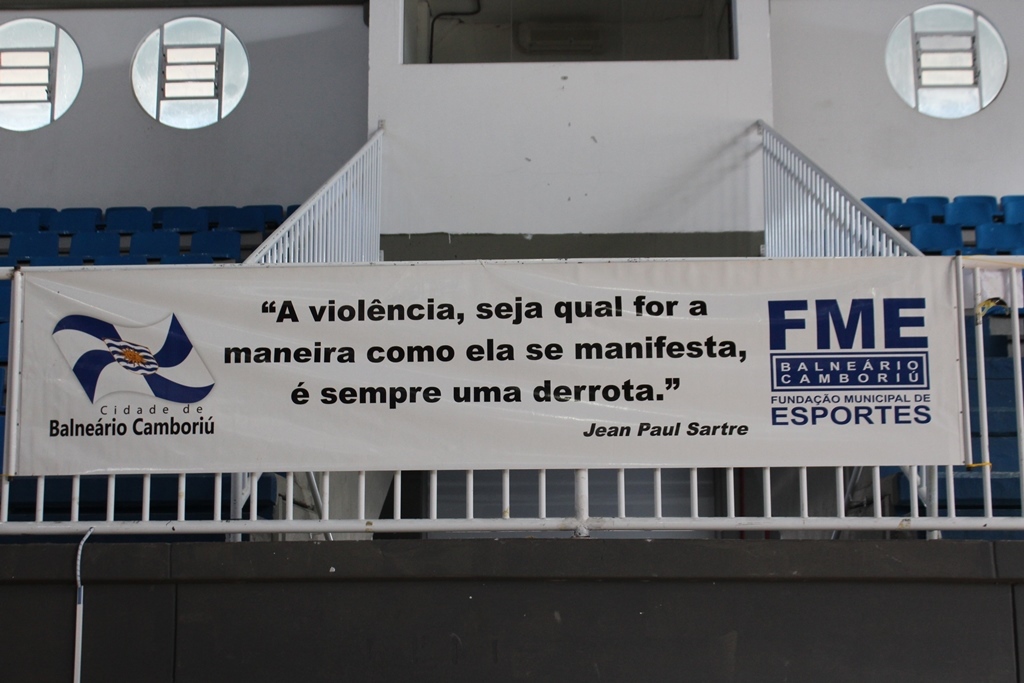 Cidade de
Balneário Camboriú
“A violência, seja qual for a
maneira como ela se manifesta,
é sempre uma derrota.”
Jean Paul Sartre
FME
BALNEÁRIO
CAMBORIÚ
FUNDAÇÃO MUNICIPAL DE
ESPORTES